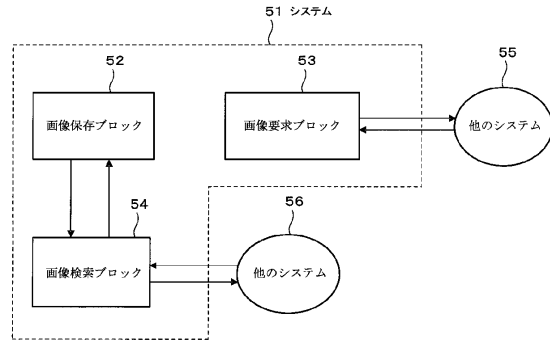 51 システム
52
53
55
画像保存ブロック
画像要求ブロック
他のシステム
54
56
画像検索ブロック
他のシステム